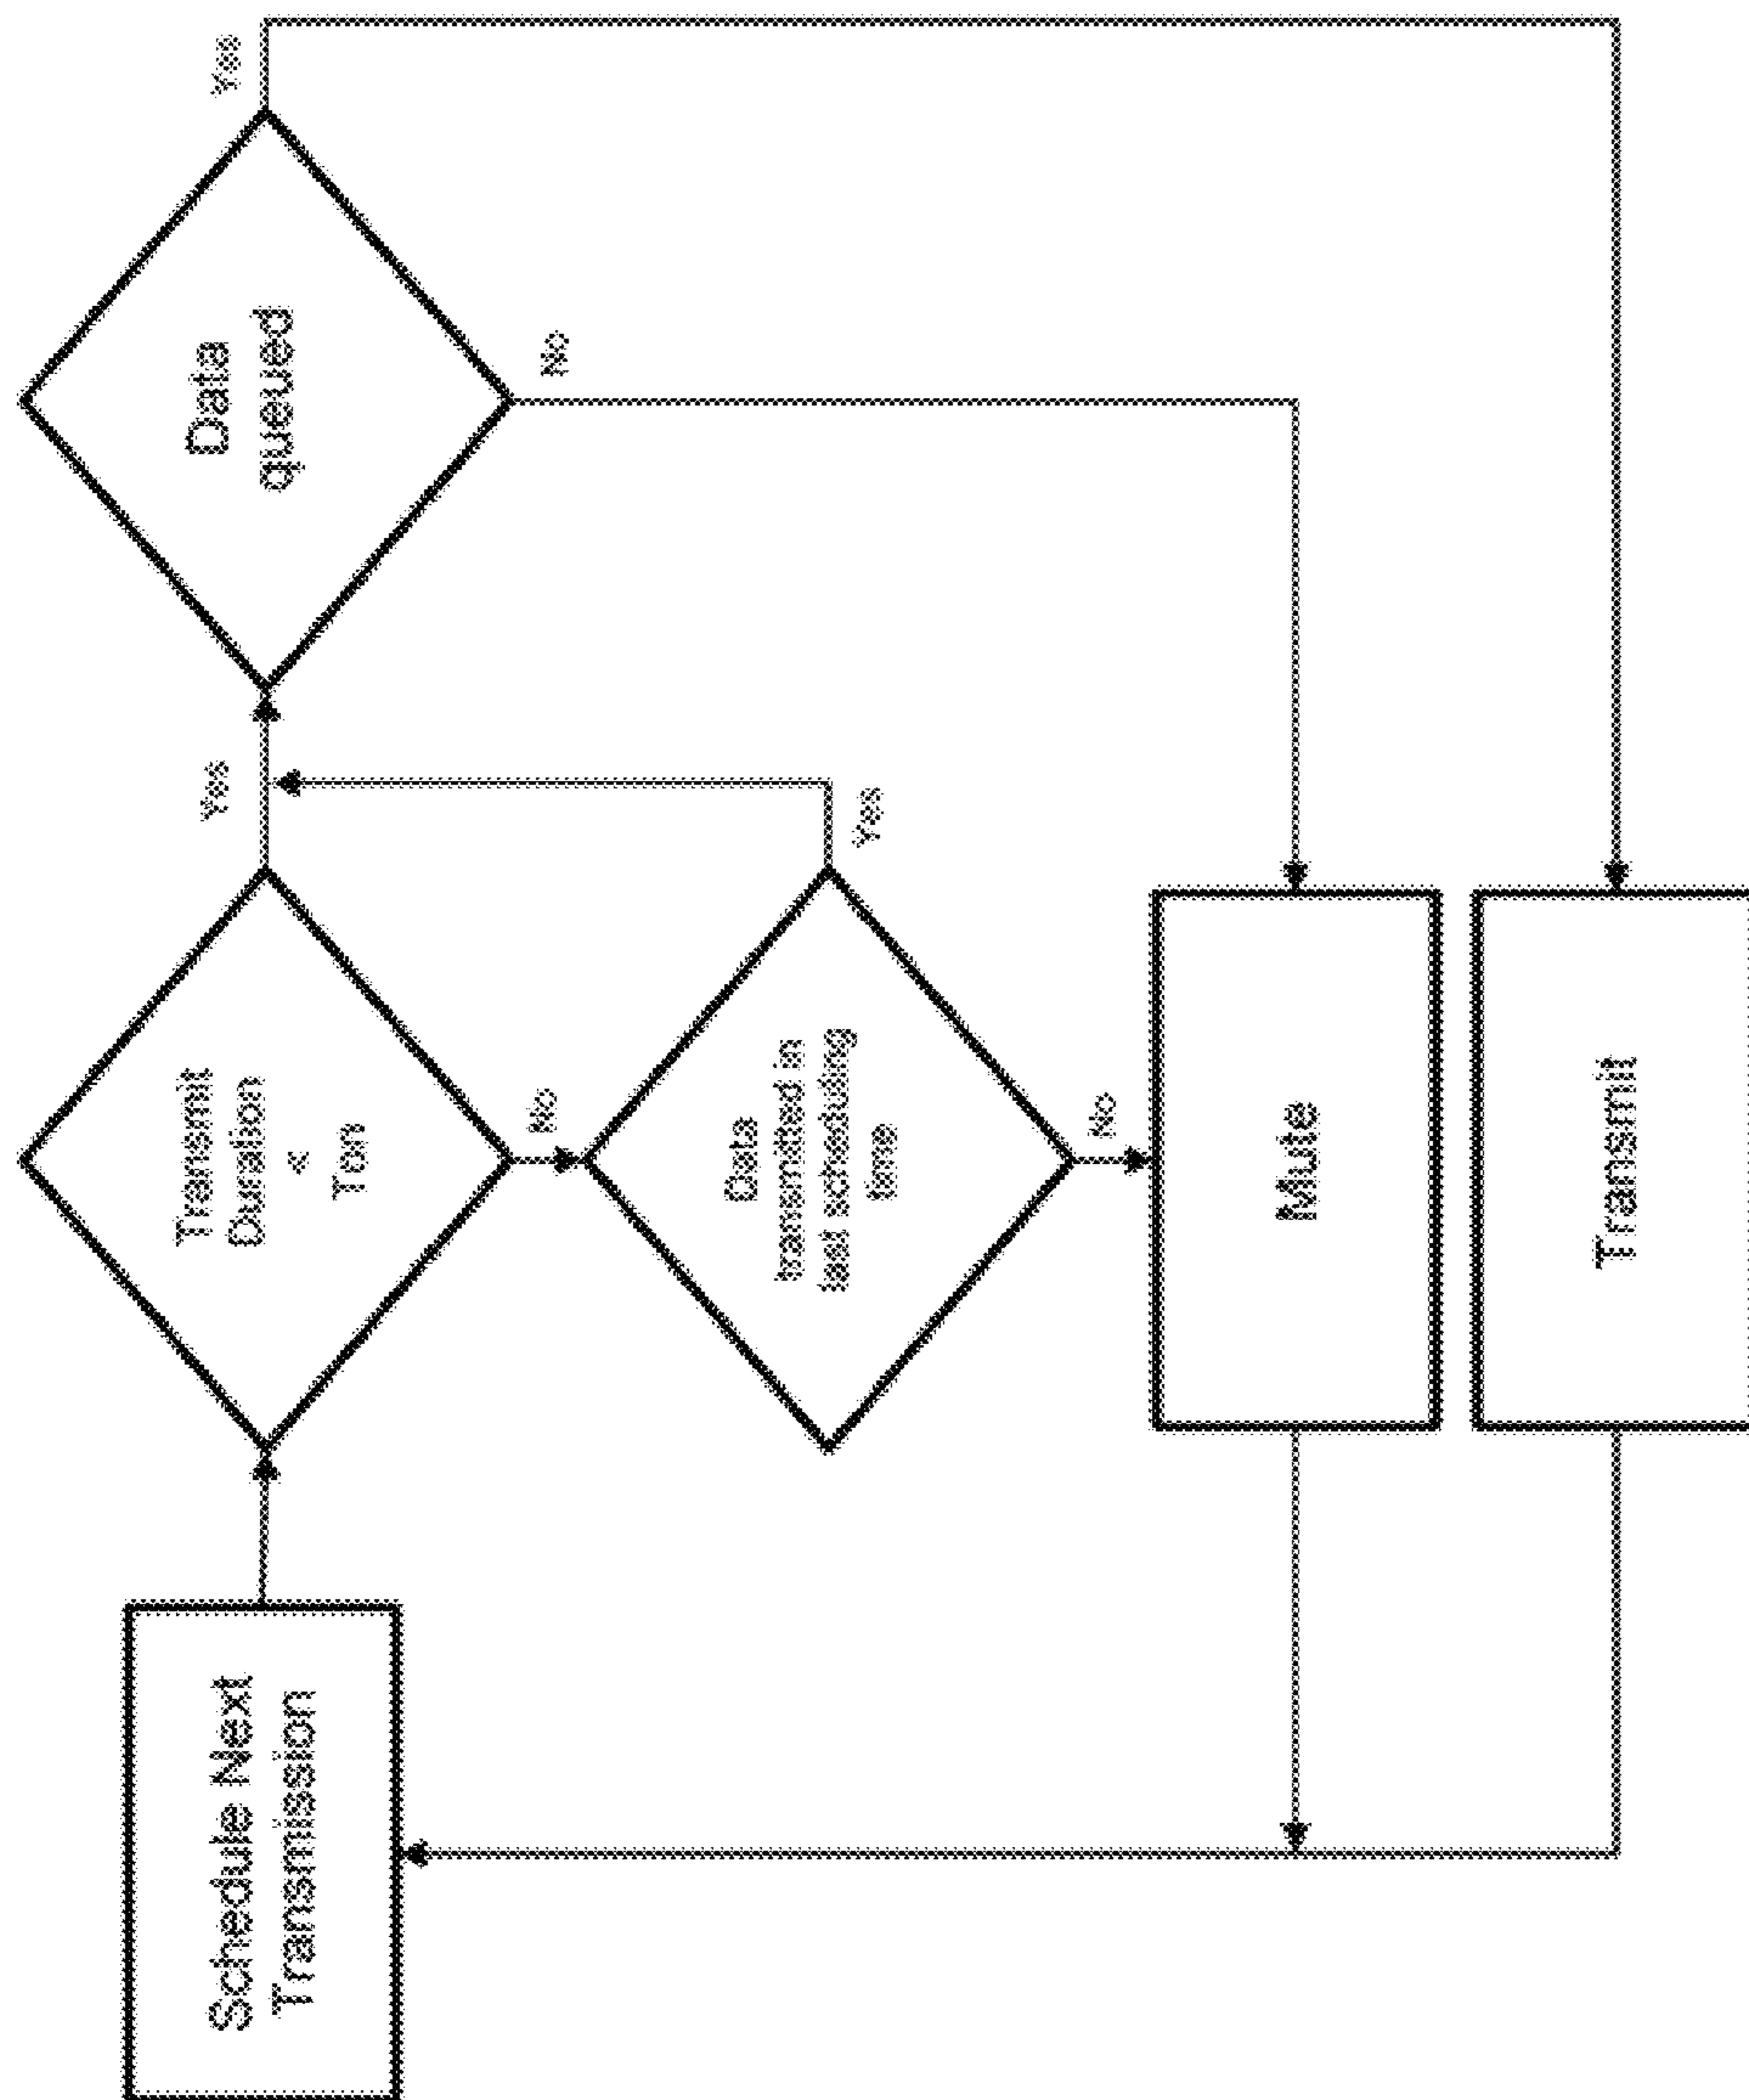 Schedule Next
Transmission
Transmit
Duration
<
Ton
Yes
No
Data
queued
Yes
No
Data
transmitted in
last scheduling
time
Yes
No
Mute
Transmit